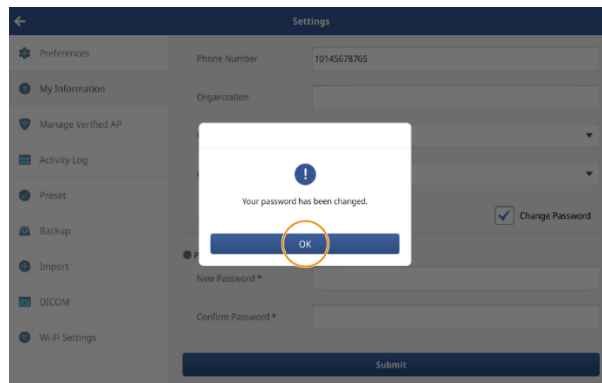 Settings
Preferences
Phone Number
10145678765
My Information
Organization
Manage Verified AP
Activity Log
Your password has been changed.
Preset
Change Password
Backup
OK
Import
New Password *
DICOM
Confirm Password *
Wi-Fi Settings
Submit